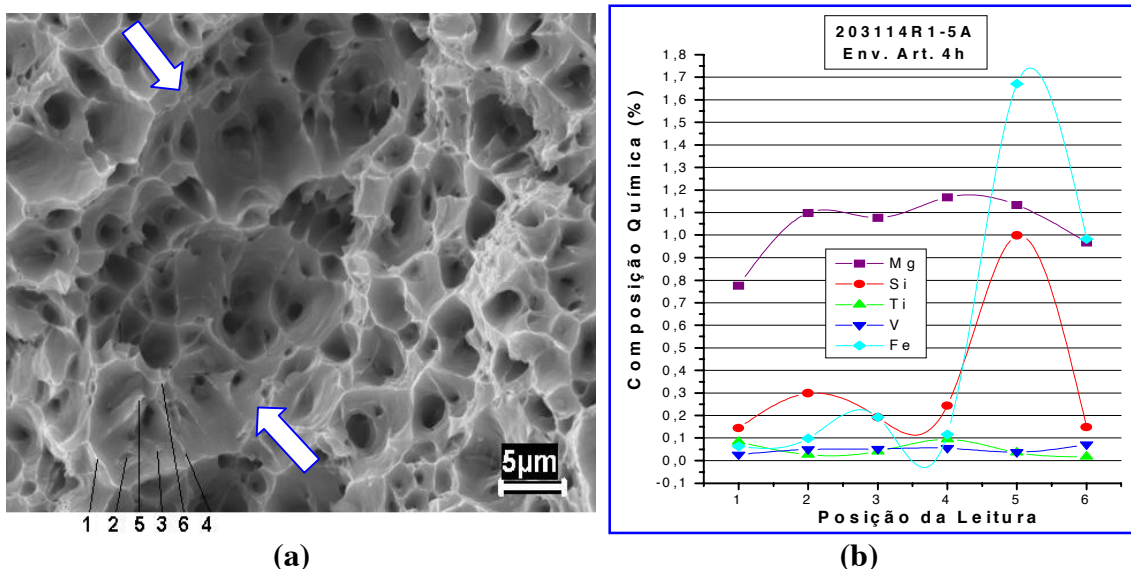 5µm
1 2 5 3 6 4
(a)
203114R1-5A
Env. Art. 4h
Composição Química (%)
1,8
1,7
1,6
1,5
1,4
1,3
1,2
1,1
1,0
0,9
0,8
0,7
0,6
0,5
0,4
0,3
0,2
0,1
0,0
-0,1
Mg
Si
Ti
V
Fe
1 2 3 4 5 6
Posição da Leitura
(b)